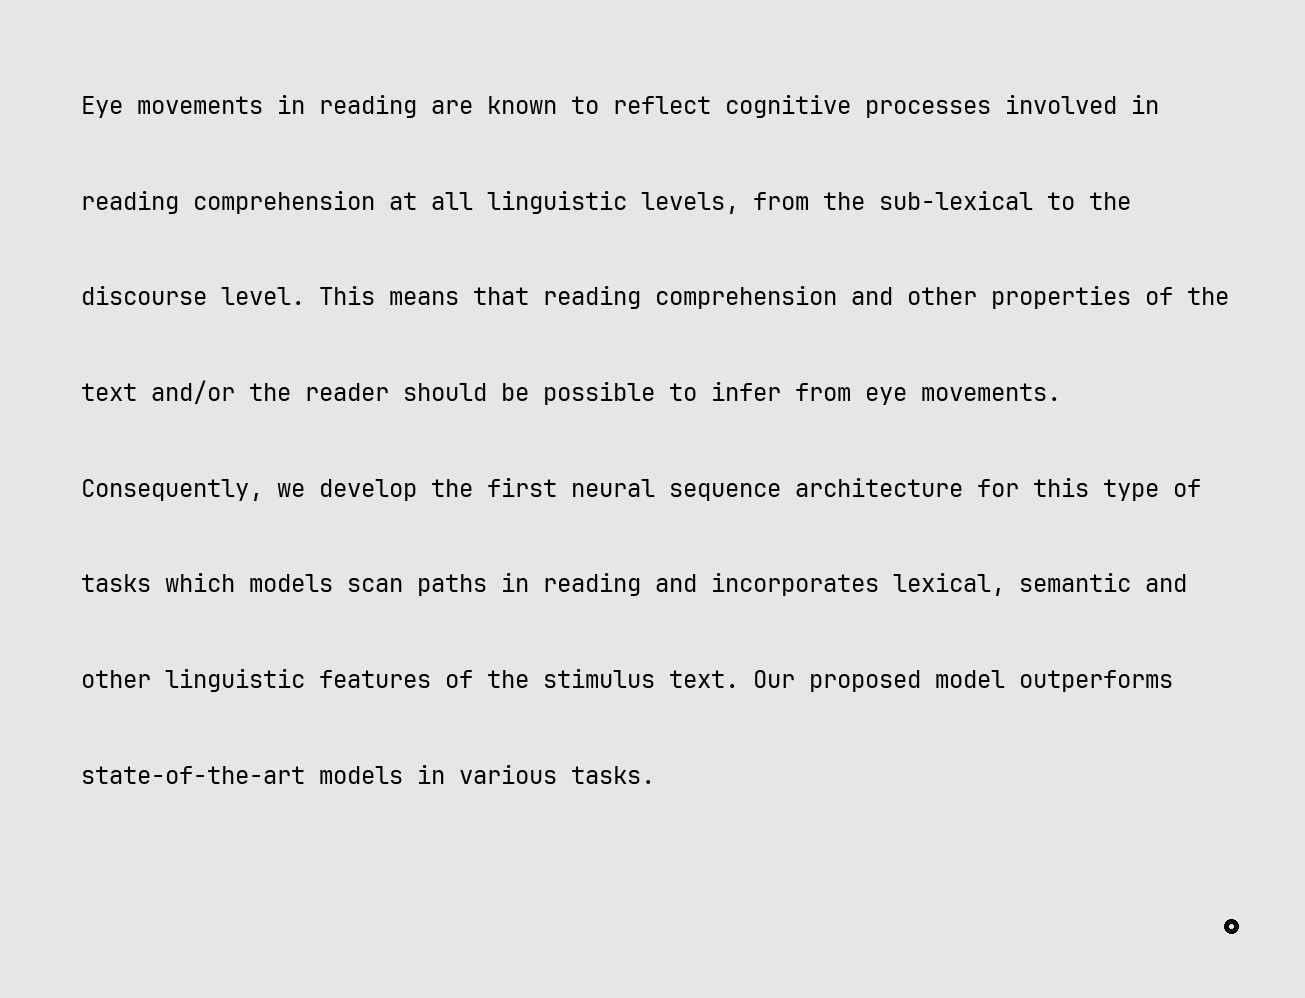 Eye movements in reading are known to reflect cognitive processes involved in
reading comprehension at all linguistic levels, from the sub-lexical to the
discourse level. This means that reading comprehension and other properties of the
text and/or the reader should be possible to infer from eye movements.
Consequently, we develop the first neural sequence architecture for this type of
tasks which models scan paths in reading and incorporates lexical, semantic and
other linguistic features of the stimulus text. Our proposed model outperforms
state-of-the-art models in various tasks.